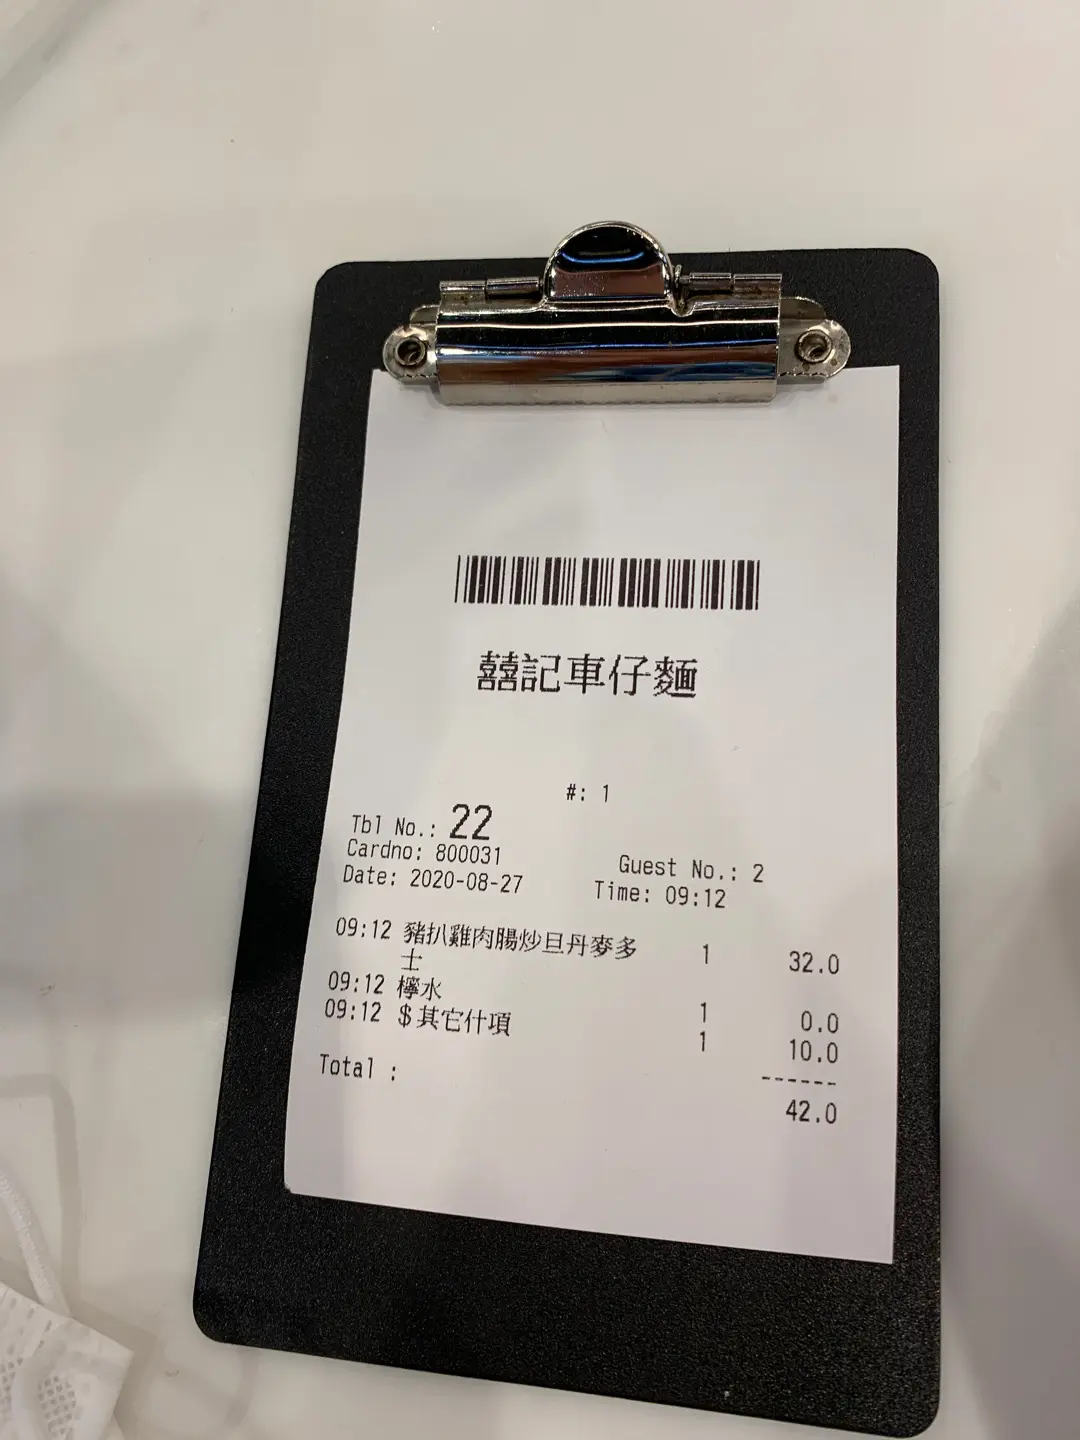 囍記車仔麵
#: 1
Tbl No.: 22
Cardno: 800031 Guest No.: 2
Date: 2020-08-27 Time: 09:12
09:12 豬扒雞肉腸炒旦丹麥多 1 32.0
士
09:12 檸水 1 0.0
09:12 $其它什項 1 10.0
------
Total : 42.0